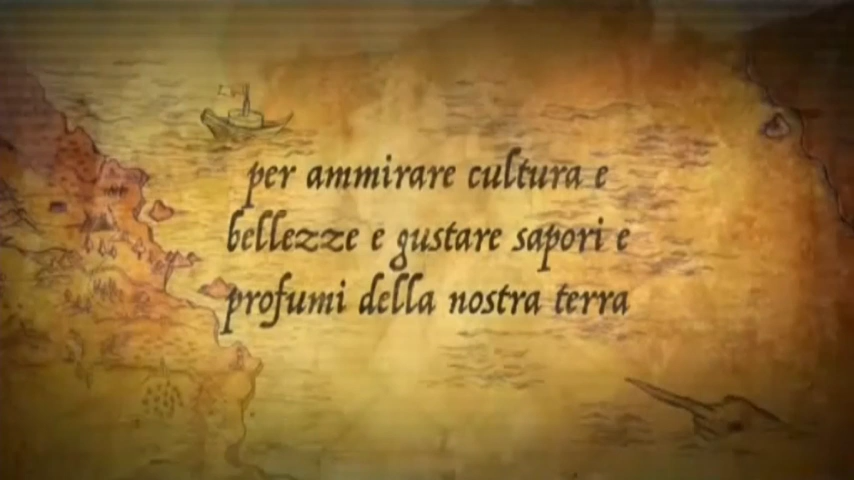 per ammirare cultura e
bellezze e gustare sapori e
profumi della nostra terra